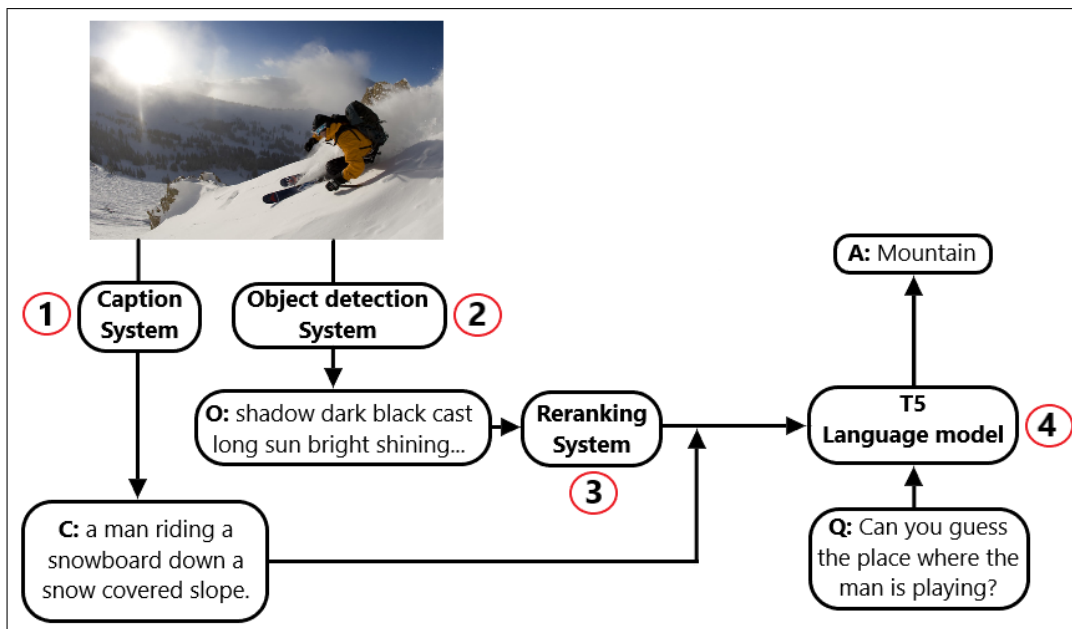 1
Caption
System
Object detection
System
2
A: Mountain
O: shadow dark black cast
long sun bright shining...
Reranking
System
3
T5
Language model
4
C: a man riding a
snowboard down a
snow covered slope.
Q: Can you guess
the place where the
man is playing?